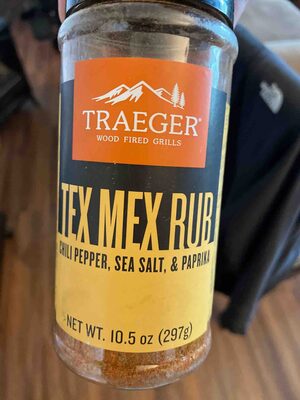 TRAEGER®
WOOD FIRED GRILLS
TEX MEX RUB
CHILI PEPPER, SEA SALT, & PAPRIKA
NET WT. 10.5 oz (297g)